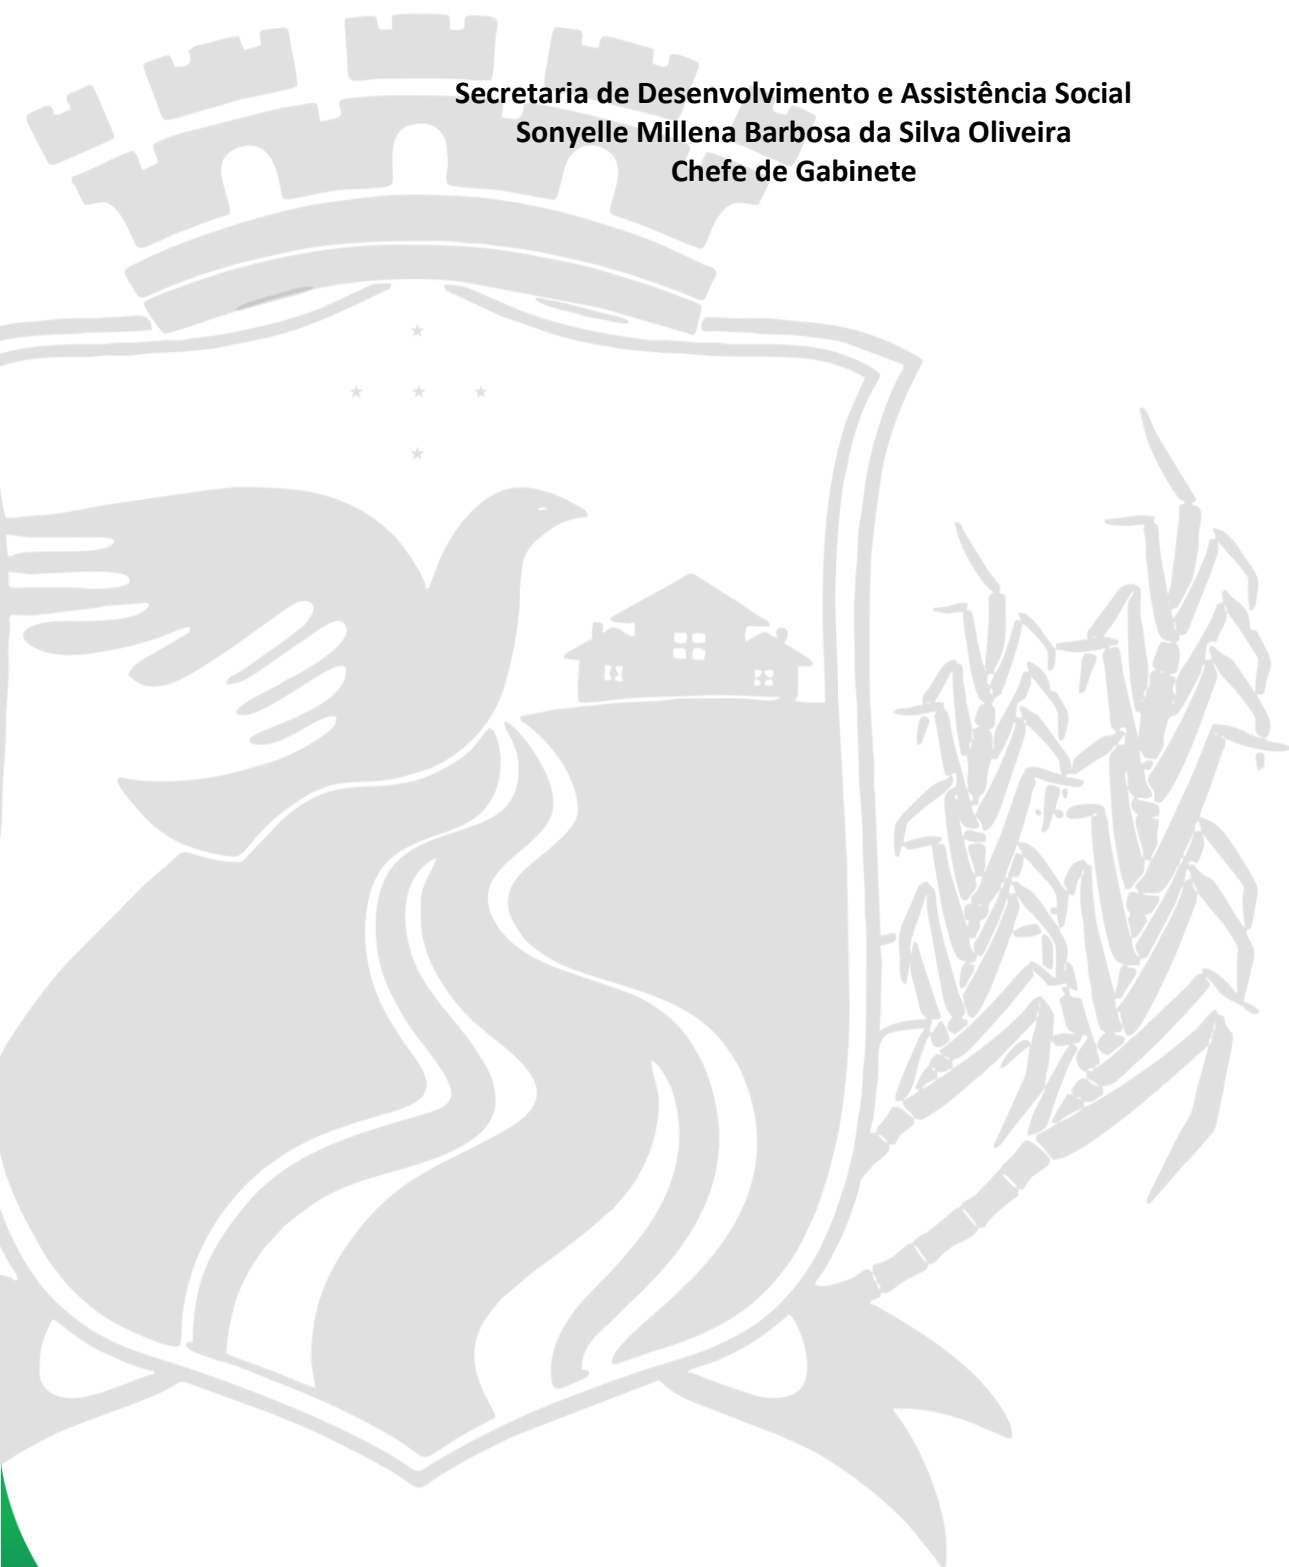 Secretaria de Desenvolvimento e Assistência Social
Sonyelle Millena Barbosa da Silva Oliveira
Chefe de Gabinete